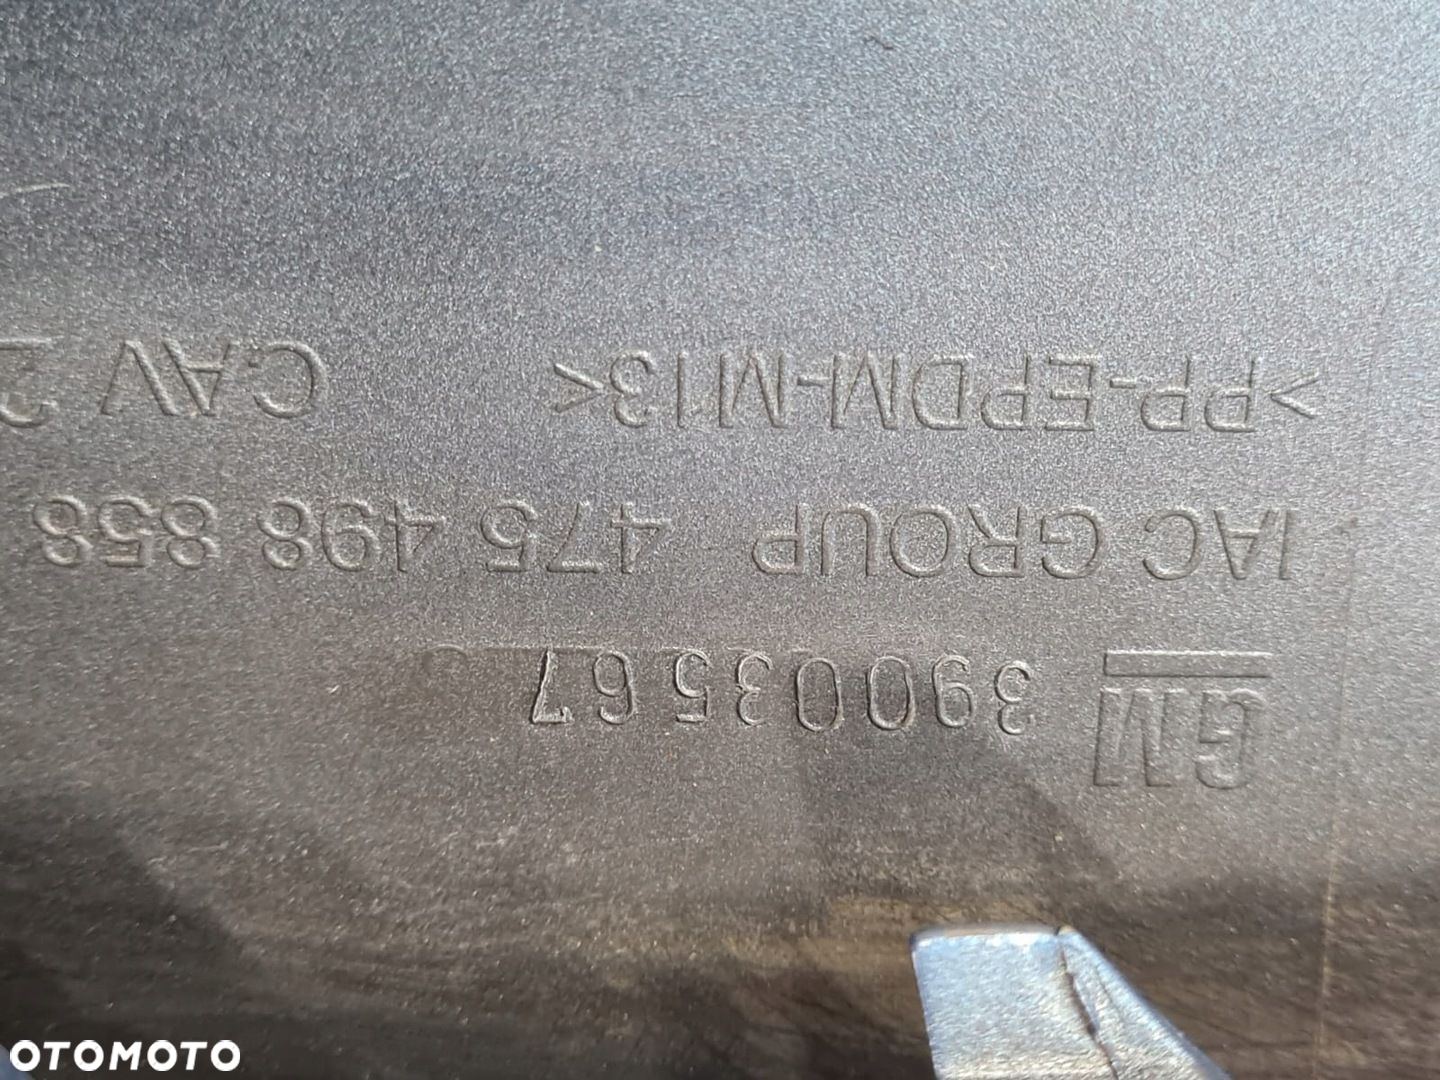 GM 39003567
IAC GROUP 475 498 858
>PP-EPDM-M13< CAV 2
OTOMOTO